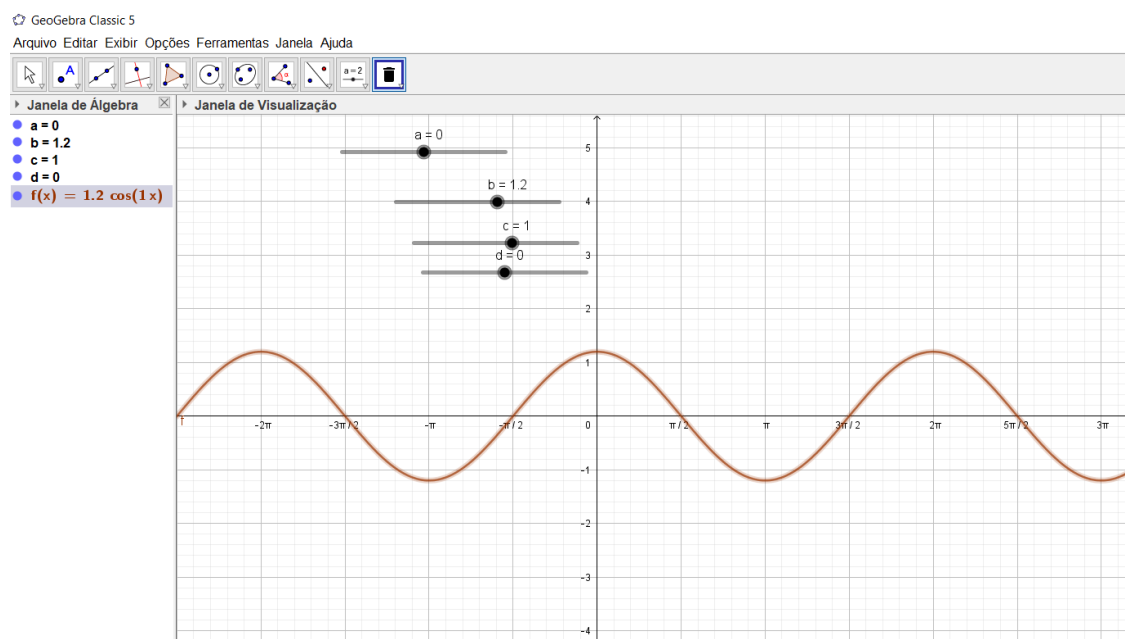 GeoGebra Classic 5
Arquivo Editar Exibir Opções Ferramentas Janela Ajuda
A
a=2
Janela de Álgebra
Janela de Visualização
a = 0
b = 1.2
c = 1
d = 0
f(x) = 1.2 cos(1 x)
a = 0
b = 1.2
c = 1
d = 0
5
4
3
2
1
-2π -3π / 2 -π -π / 2 0 π / 2 π 3π / 2 2π 5π / 2 3π
-1
-2
-3
-4